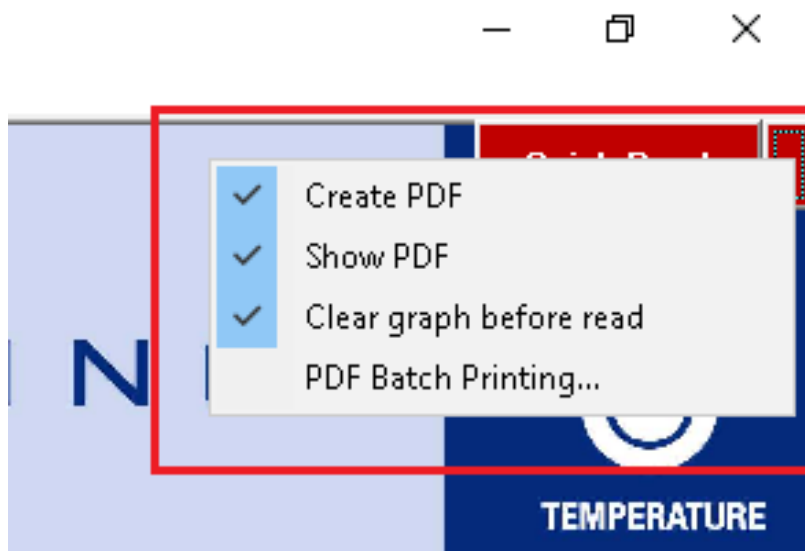 Create PDF
Show PDF
Clear graph before read
PDF Batch Printing...
N
TEMPERATURE